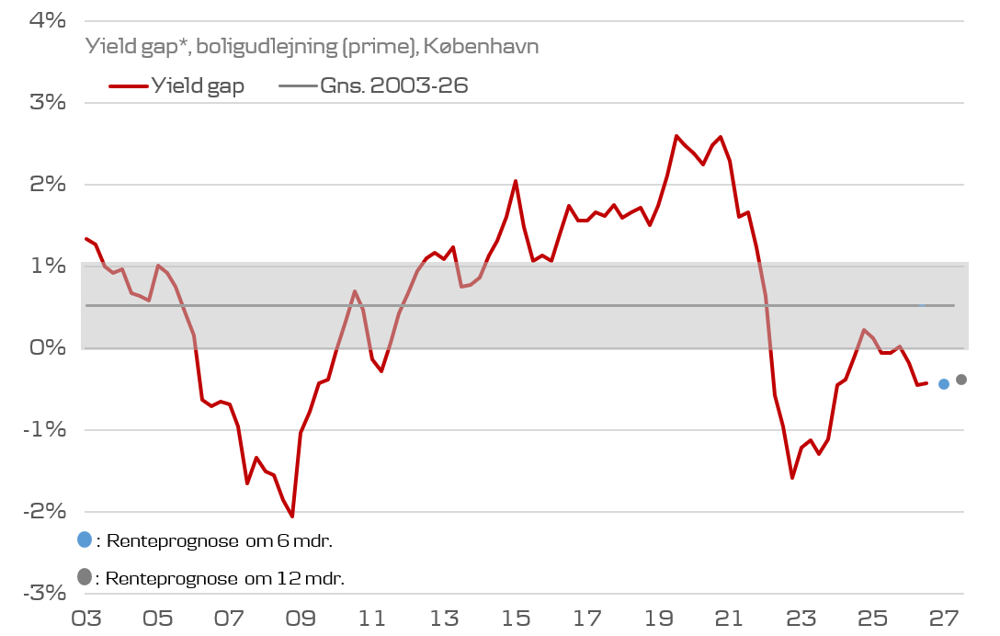 4%
Yield gap*, boligudlejning (prime), København
Yield gap
Gns. 2003-26
3%
2%
1%
0%
-1%
-2%
: Renteprognose om 6 mdr.
: Renteprognose om 12 mdr.
-3%
03 05 07 09 11 13 15 17 19 21 23 25 27